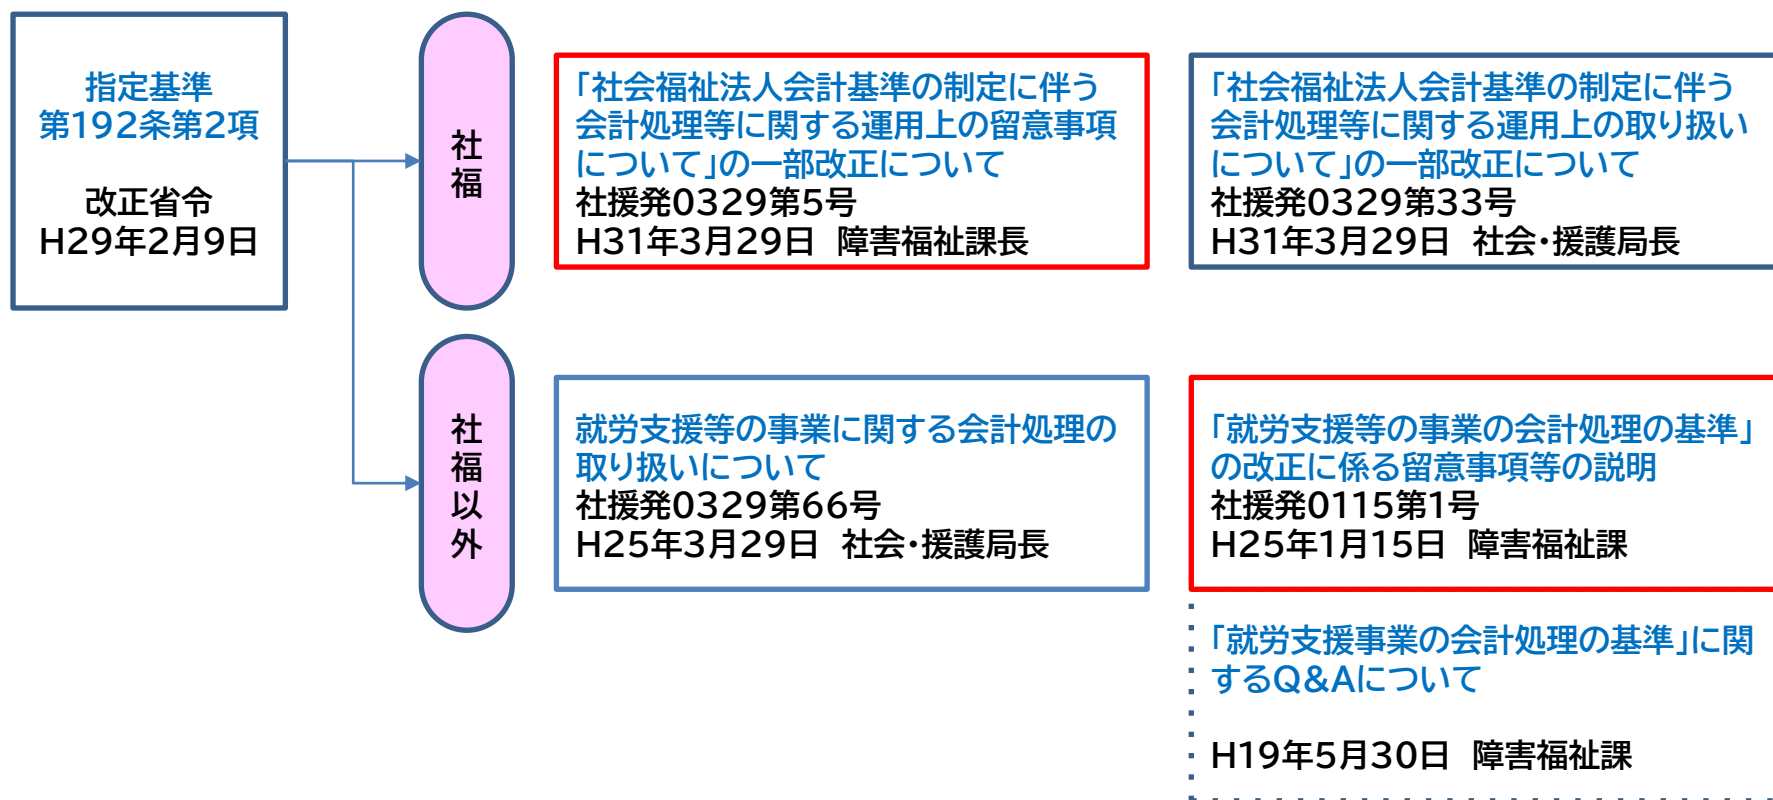 指定基準
第192条第2項
改正省令
H29年2月9日
社福
「社会福祉法人会計基準の制定に伴う
会計処理等に関する運用上の留意事項
について」の一部改正について
社援発0329第5号
H31年3月29日 障害福祉課長
「社会福祉法人会計基準の制定に伴う
会計処理等に関する運用上の取り扱い
について」の一部改正について
社援発0329第33号
H31年3月29日 社会・援護局長
社福以外
就労支援等の事業に関する会計処理の
取り扱いについて
社援発0329第66号
H25年3月29日 社会・援護局長
「就労支援等の事業の会計処理の基準」
の改正に係る留意事項等の説明
社援発0115第1号
H25年1月15日 障害福祉課
「就労支援事業の会計処理の基準」に関
するQ&Aについて
H19年5月30日 障害福祉課